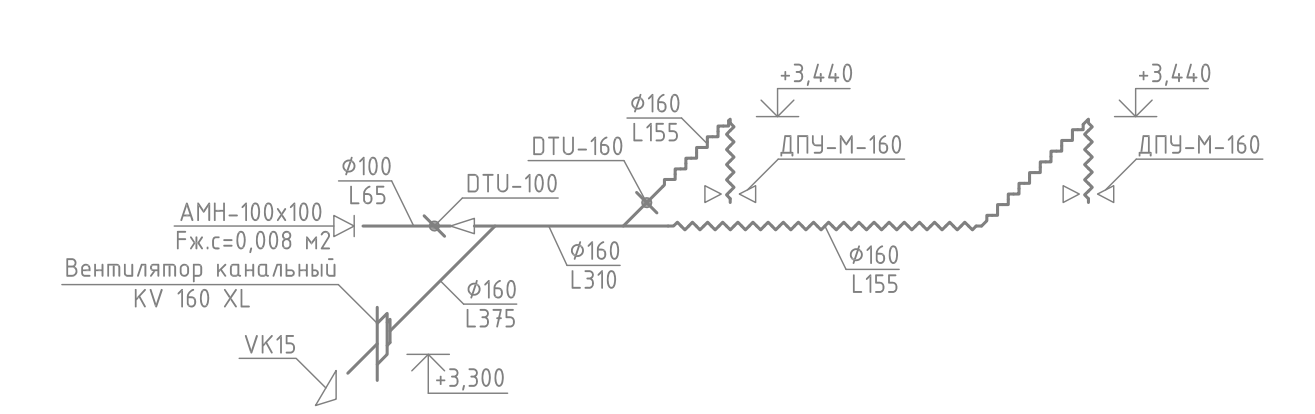 +3,440
+3,440
Ø160
L155
DTU-160
ДПУ-М-160
ДПУ-М-160
Ø100
L65
DTU-100
АМН-100х100
Fж.с=0,008 м2
Ø160
L310
Ø160
L155
Вентилятор канальный
KV 160 XL
Ø160
L375
VK15
+3,300